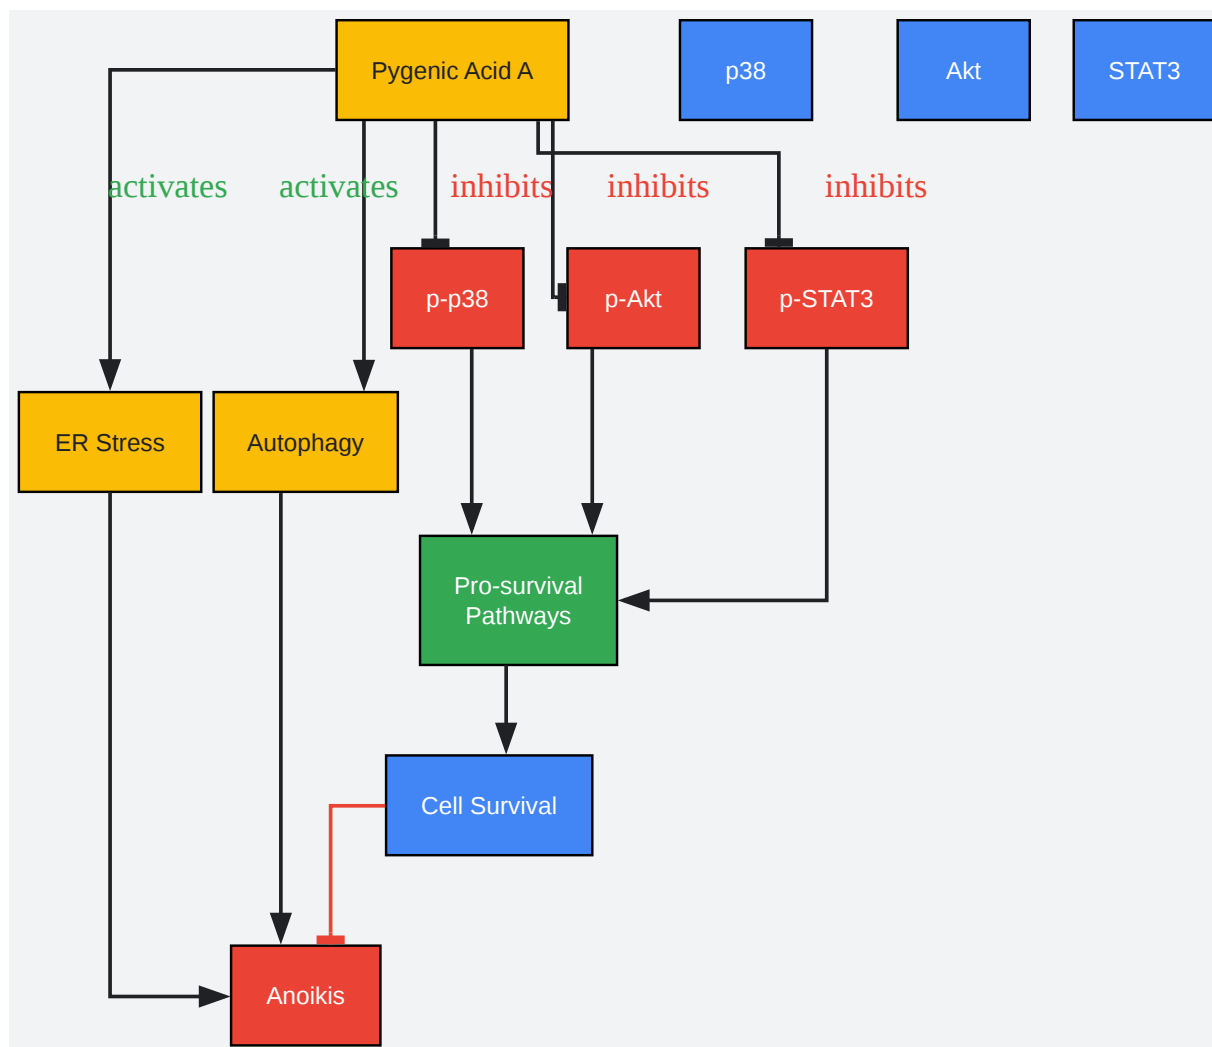 Pygenic Acid A
p38
Akt
STAT3
activates
activates
inhibits
inhibits
inhibits
p-p38
p-Akt
p-STAT3
ER Stress
Autophagy
Pro-survival
Pathways
Cell Survival
Anoikis